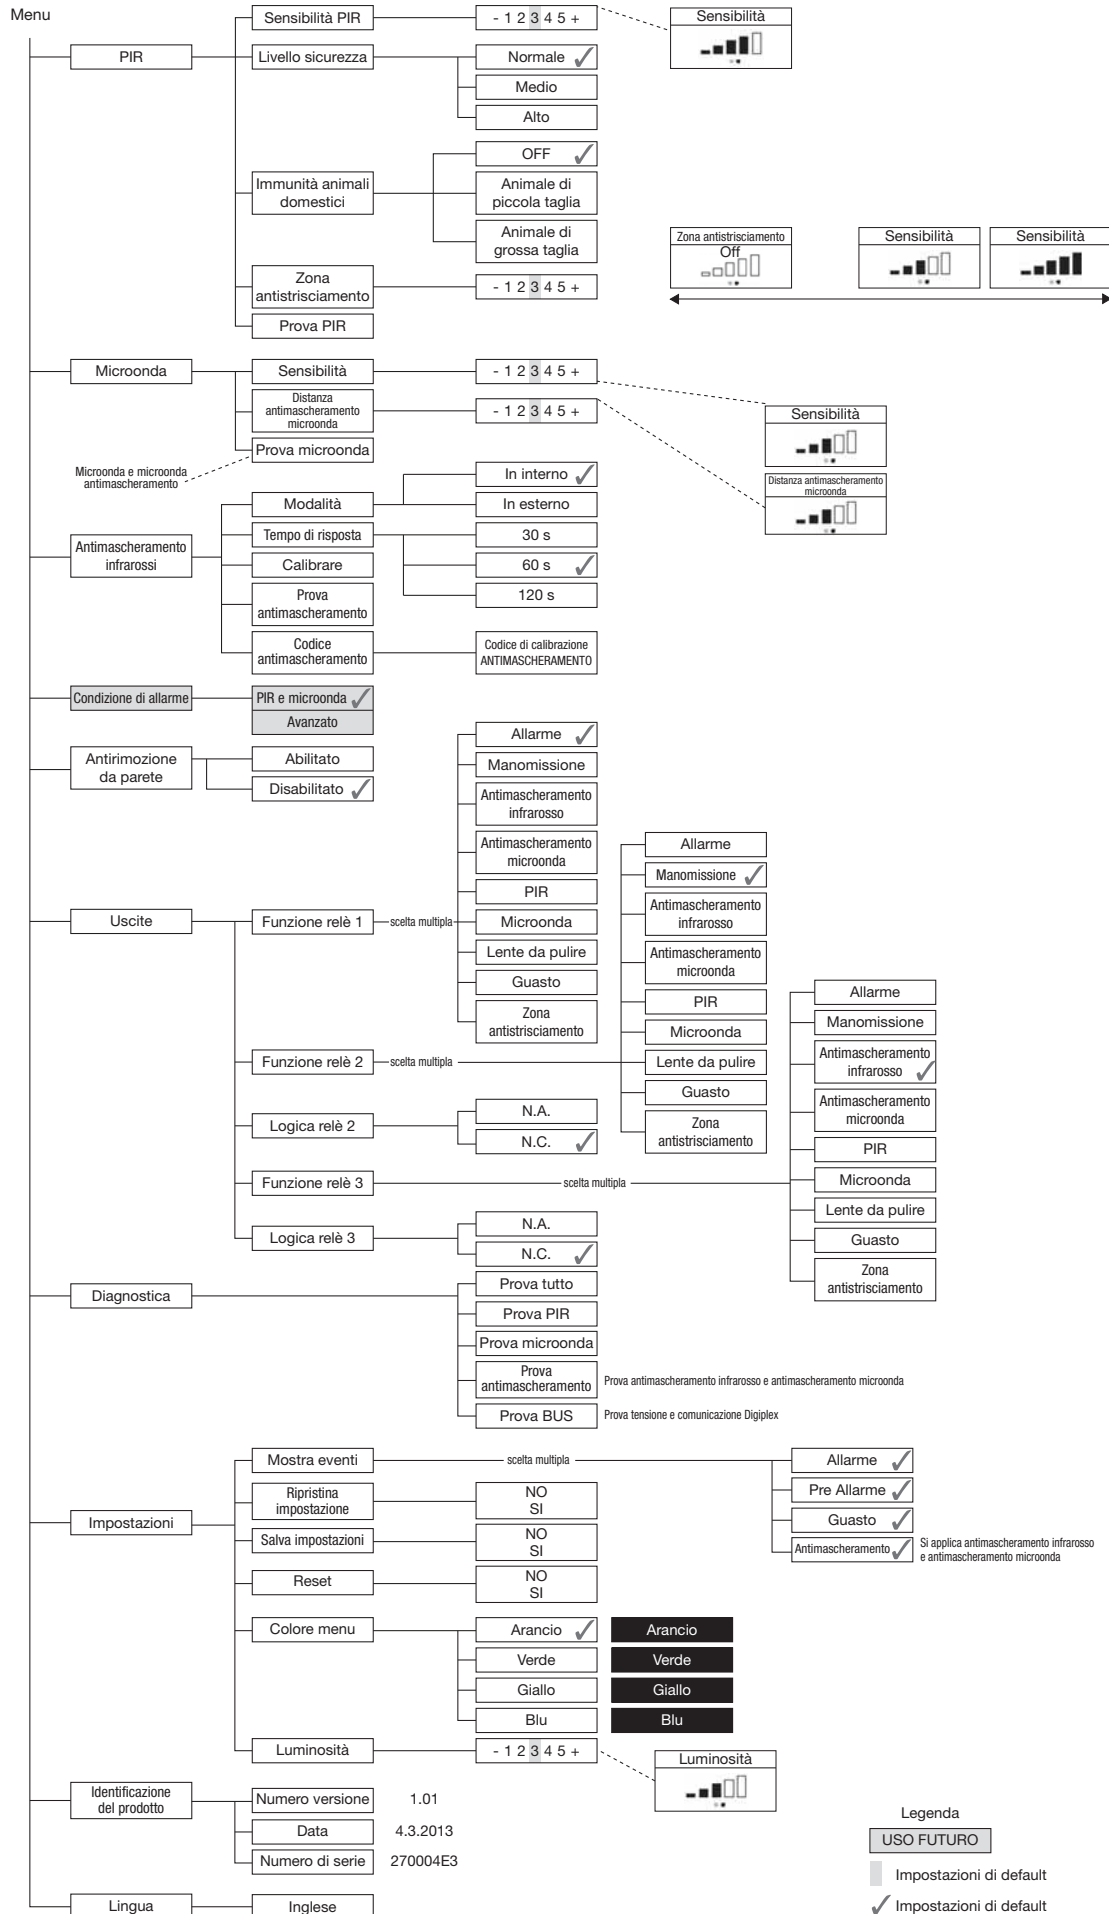 Menu
PIR
Sensibilità PIR
- 1 2 3 4 5 +
Sensibilità
Livello sicurezza
Normale
Medio
Alto
Immunità animali
domestici
OFF
Animale di
piccola taglia
Animale di
grossa taglia
Zona
antistrisciamento
- 1 2 3 4 5 +
Zona antistrisciamento
Off
Sensibilità
Sensibilità
Prova PIR
Microonda
Sensibilità
- 1 2 3 4 5 +
Sensibilità
Distanza
antimascheramento
microonda
- 1 2 3 4 5 +
Distanza antimascheramento
microonda
Prova microonda
Microonda e microonda
antimascheramento
Antimascheramento
infrarossi
Modalità
In interno
In esterno
Tempo di risposta
30 s
60 s
120 s
Calibrare
Prova
antimascheramento
Codice
antimascheramento
Codice di calibrazione
ANTIMASCHERAMENTO
Condizione di allarme
PIR e microonda
Avanzato
Antirimozione
da parete
Abilitato
Disabilitato
Uscite
Funzione relè 1
scelta multipla
Allarme
Manomissione
Antimascheramento
infrarosso
Antimascheramento
microonda
PIR
Microonda
Lente da pulire
Guasto
Zona
antistrisciamento
Funzione relè 2
scelta multipla
Allarme
Manomissione
Antimascheramento
infrarosso
Antimascheramento
microonda
PIR
Microonda
Lente da pulire
Guasto
Zona
antistrisciamento
Logica relè 2
N.A.
N.C.
Funzione relè 3
scelta multipla
Allarme
Manomissione
Antimascheramento
infrarosso
Antimascheramento
microonda
PIR
Microonda
Lente da pulire
Guasto
Zona
antistrisciamento
Logica relè 3
N.A.
N.C.
Diagnostica
Prova tutto
Prova PIR
Prova microonda
Prova
antimascheramento
Prova antimascheramento infrarosso e antimascheramento microonda
Prova BUS
Prova tensione e comunicazione Digiplex
Impostazioni
Mostra eventi
scelta multipla
Allarme
Pre Allarme
Guasto
Antimascheramento
Si applica antimascheramento infrarosso
e antimascheramento microonda
Ripristina
impostazione
NO
SI
Salva impostazioni
NO
SI
Reset
NO
SI
Colore menu
Arancio
Arancio
Verde
Verde
Giallo
Giallo
Blu
Blu
Luminosità
- 1 2 3 4 5 +
Luminosità
Identificazione
del prodotto
Numero versione
1.01
Data
4.3.2013
Numero di serie
270004E3
Lingua
Inglese
Legenda
USO FUTURO
Impostazioni di default
Impostazioni di default